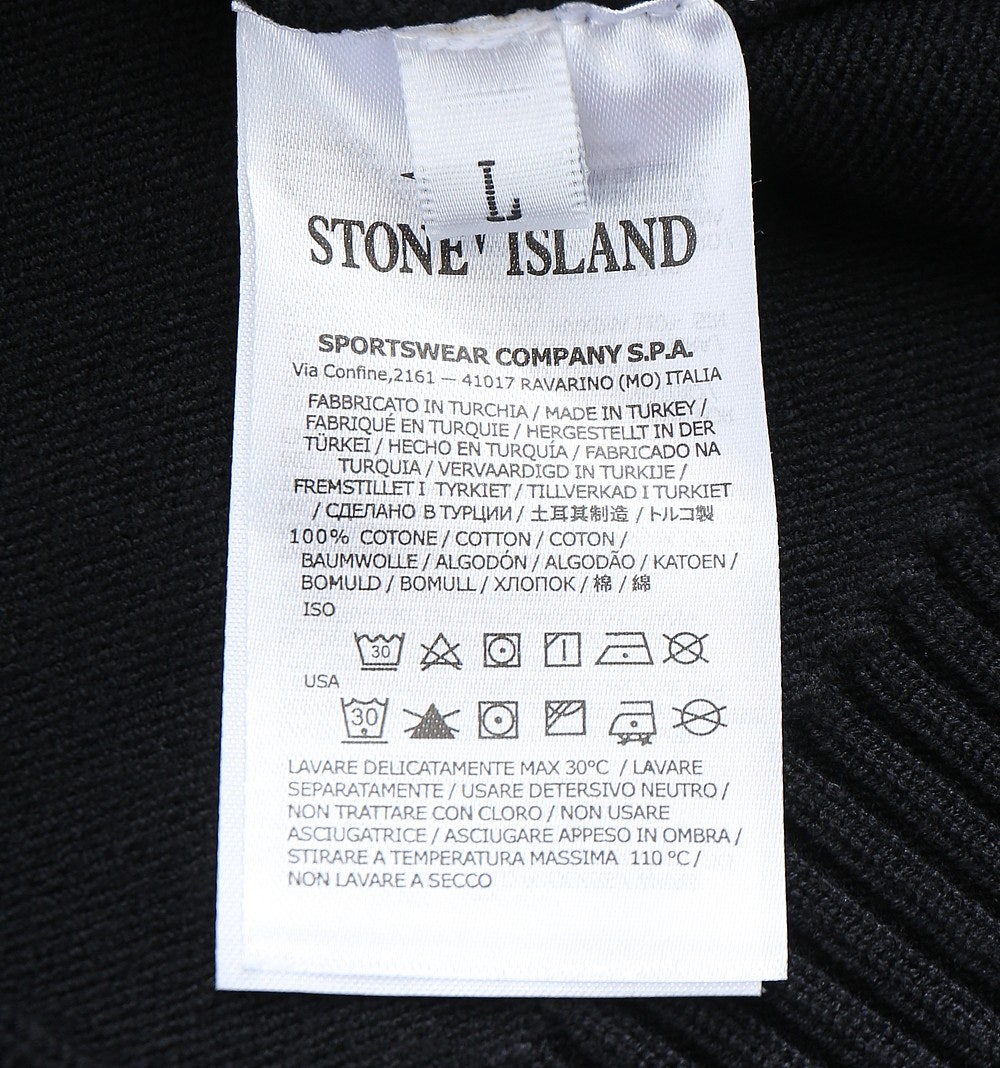 L
STONE ISLAND
SPORTSWEAR COMPANY S.P.A.
Via Confine,2161 — 41017 RAVARINO (MO) ITALIA
FABBRICATO IN TURCHIA / MADE IN TURKEY /
FABRIQUÉ EN TURQUIE / HERGESTELLT IN DER
TÜRKEI / HECHO EN TURQUÍA / FABRICADO NA
TURQUIA / VERVAARDIGD IN TURKIJE /
FREMSTILLET I TYRKIET / TILLVERKAD I TURKIET
/ СДЕЛАНО В ТУРЦИИ / 土耳其制造 / トルコ製
100% COTONE / COTTON / COTON /
BAUMWOLLE / ALGODÓN / ALGODÃO / KATOEN /
BOMULD / BOMULL / ХЛОПОК / 棉 / 綿
ISO
30
USA
30
LAVARE DELICATAMENTE MAX 30°C / LAVARE
SEPARATAMENTE / USARE DETERSIVO NEUTRO /
NON TRATTARE CON CLORO / NON USARE
ASCIUGATRICE / ASCIUGARE APPESO IN OMBRA /
STIRARE A TEMPERATURA MASSIMA 110 °C /
NON LAVARE A SECCO